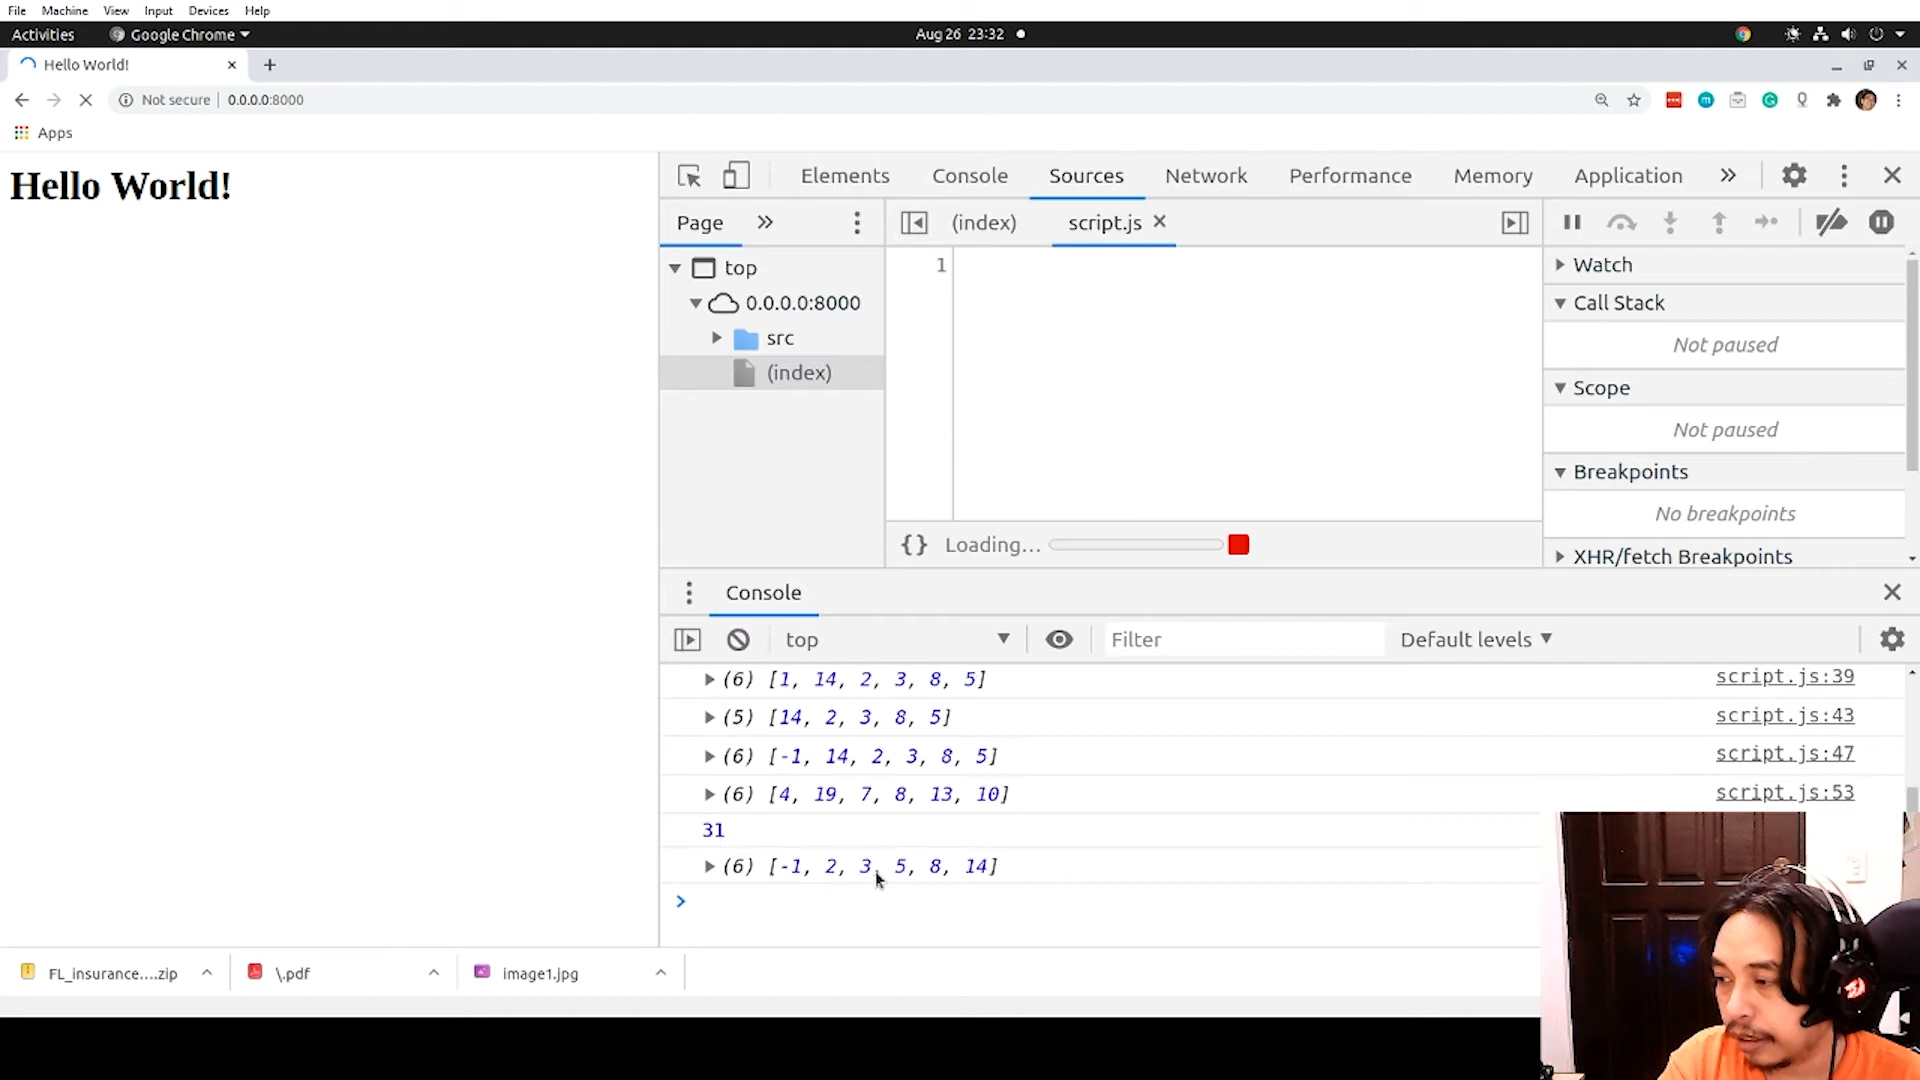 File Machine View Input Devices Help
Activities Google Chrome Aug 26 23:32
Hello World!
Not secure 0.0.0.0:8000
Apps
Hello World!
Elements Console Sources Network Performance Memory Application
Page (index) script.js
top
0.0.0.0:8000
src
(index)
1
Loading...
Watch
Call Stack
Not paused
Scope
Not paused
Breakpoints
No breakpoints
XHR/fetch Breakpoints
Console
top Filter Default levels
(6) [1, 14, 2, 3, 8, 5] script.js:39
(5) [14, 2, 3, 8, 5] script.js:43
(6) [-1, 14, 2, 3, 8, 5] script.js:47
(6) [4, 19, 7, 8, 13, 10] script.js:53
31
(6) [-1, 2, 3, 5, 8, 14]
FL_insurance....zip \.pdf image1.jpg